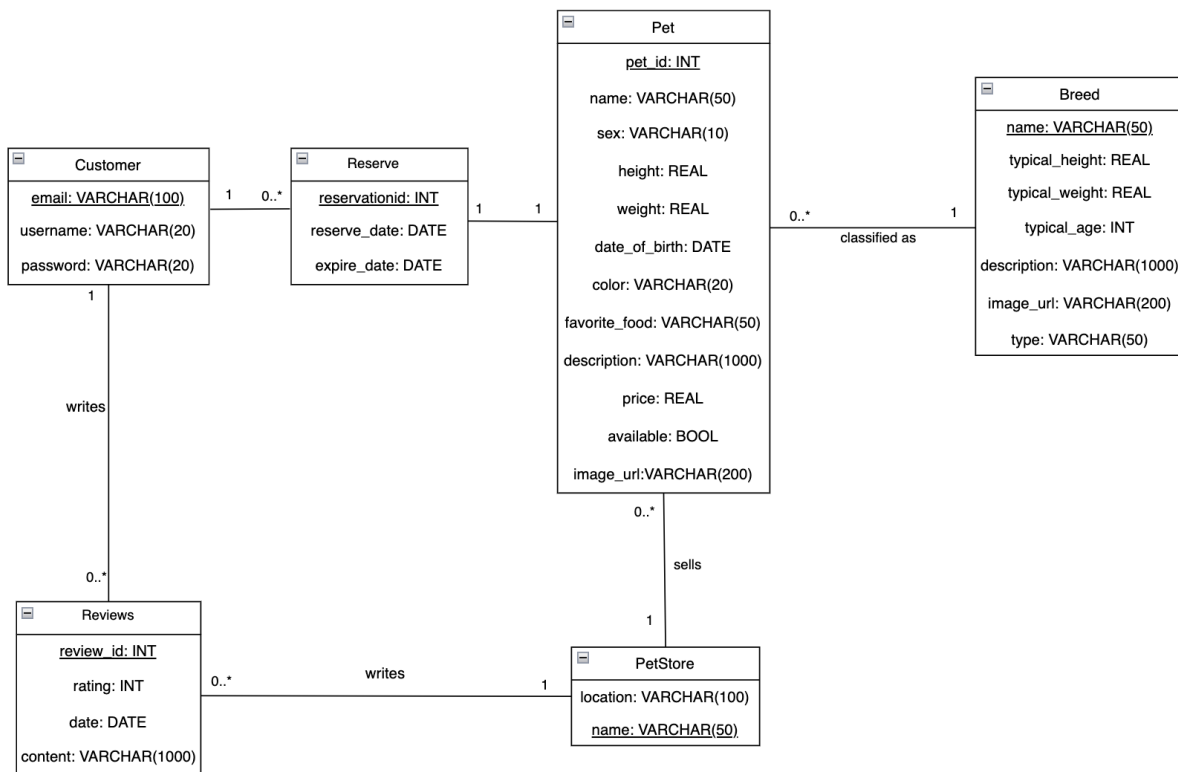 Pet
pet_id: INT
name: VARCHAR(50)
sex: VARCHAR(10)
height: REAL
weight: REAL
date_of_birth: DATE
color: VARCHAR(20)
favorite_food: VARCHAR(50)
description: VARCHAR(1000)
price: REAL
available: BOOL
image_url:VARCHAR(200)
Breed
name: VARCHAR(50)
typical_height: REAL
typical_weight: REAL
typical_age: INT
description: VARCHAR(1000)
image_url: VARCHAR(200)
type: VARCHAR(50)
Customer
email: VARCHAR(100)
username: VARCHAR(20)
password: VARCHAR(20)
1
0..*
Reserve
reservationid: INT
reserve_date: DATE
expire_date: DATE
1
1
0..*
1
classified as
1
writes
0..*
0..*
sells
1
Reviews
review_id: INT
rating: INT
date: DATE
content: VARCHAR(1000)
0..*
writes
1
PetStore
location: VARCHAR(100)
name: VARCHAR(50)